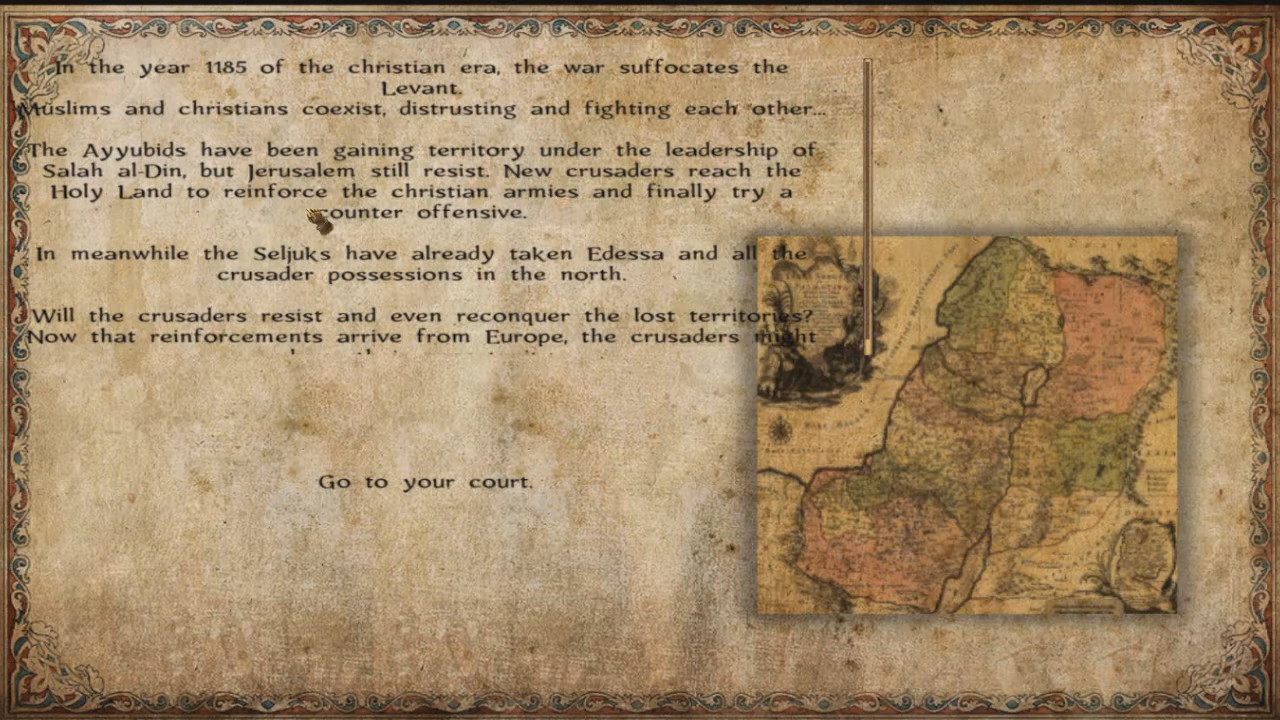 In the year 1185 of the christian era, the war suffocates the
Levant.
Muslims and christians coexist, distrusting and fighting each other...
The Ayyubids have been gaining territory under the leadership of
Salah al-Din, but Jerusalem still resist. New crusaders reach the
Holy Land to reinforce the christian armies and finally try a
counter offensive.
In meanwhile the Seljuks have already taken Edessa and all the
crusader possessions in the north.
Will the crusaders resist and even reconquer the lost territories?
Now that reinforcements arrive from Europe, the crusaders might
Go to your court.